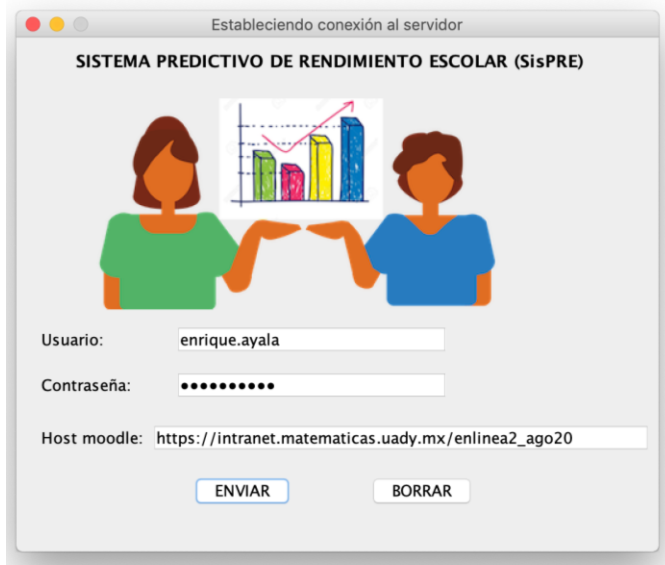 Estableciendo conexión al servidor
SISTEMA PREDICTIVO DE RENDIMIENTO ESCOLAR (SisPRE)
Usuario: enrique.ayala
Contraseña: ●●●●●●●●●●
Host moodle: https://intranet.matematicas.uady.mx/enlinea2_ago20
ENVIAR BORRAR